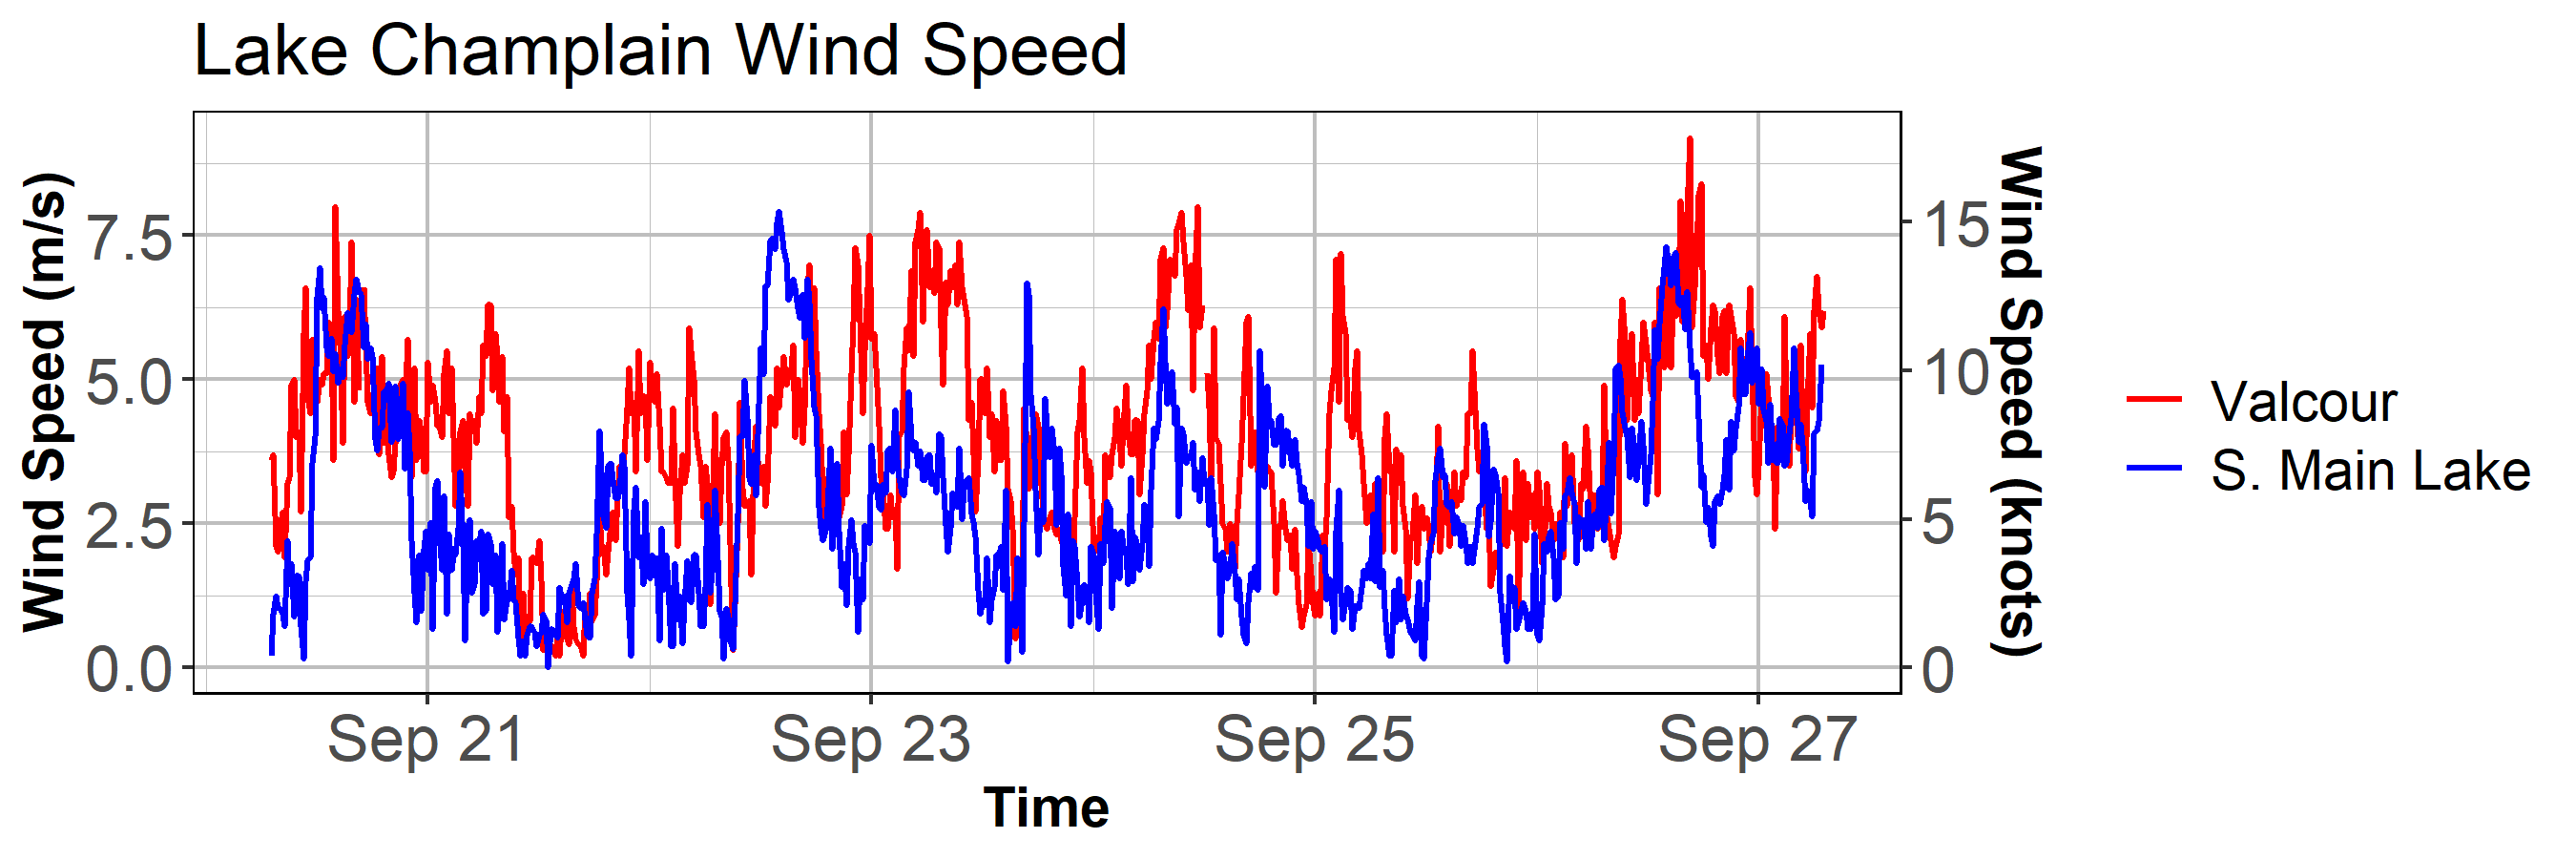 Lake Champlain Wind Speed
Wind Speed (m/s)
7.5
5.0
2.5
0.0
15
10
5
0
Wind Speed (knots)
Sep 21
Sep 23
Sep 25
Sep 27
Time
Valcour
S. Main Lake